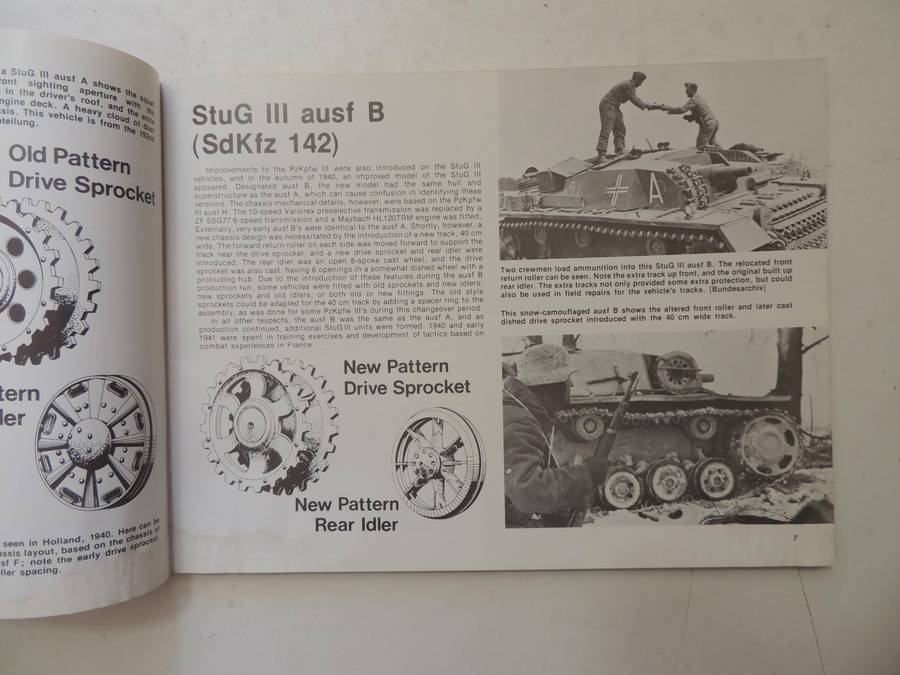 a StuG III ausf A shows the squat
front sighting aperture with the
in the driver's roof, and the extra
engine deck. A heavy cloud of dust
This vehicle is from the 192nd
Abteilung.
Old Pattern
Drive Sprocket
seen in Holland, 1940. Here can be
layout, based on the chassis of
F; note the early drive sprocket,
spacing.
StuG III ausf B
(SdKfz 142)
Improvements to the PzKpfw III were also introduced on the StuG III
vehicles, and in the autumn of 1940, an improved model of the StuG III
appeared. Designated ausf B, the new model had the same hull and
superstructure as the ausf A, which can cause confusion in identifying these
versions. The chassis mechanical details, however, were based on the PzKpfw
III ausf H. The 10-speed Variorex preselective transmission was replaced by a
ZF SSG77 6-speed transmission and a Maybach HL120TRM engine was fitted.
Externally, very early ausf B's were identical to the ausf A. Shortly, however, a
new chassis design was necessitated by the introduction of a new track, 40 cm
wide. The forward return roller on each side was moved forward to support the
track near the drive sprocket, and a new drive sprocket and rear idler were
introduced. The rear idler was an open 8-spoke cast wheel, and the drive
sprocket was also cast, having 6 openings in a somewhat dished wheel with a
protruding hub. Due to the introduction of these features during the ausf B
production run, some vehicles were fitted with old sprockets and new idlers,
new sprockets and old idlers, or both old or new fittings. The old style
sprockets could be adapted for the 40 cm track by adding a spacer ring to the
assembly, as was done for some PzKpfw III's during this changeover period.
In all other respects, the ausf B was the same as the ausf A, and as
production continued, additional StuGIII units were formed. 1940 and early
1941 were spent in training exercises and development of tactics based on
combat experiences in France.
New Pattern
Drive Sprocket
New Pattern
Rear Idler
A
Two crewmen load ammunition into this StuG III ausf B. The relocated front
return roller can be seen. Note the extra track up front, and the original built up
rear idler. The extra tracks not only provided some extra protection, but could
also be used in field repairs for the vehicle's tracks. [Bundesarchiv]
This snow-camouflaged ausf B shows the altered front roller and later cast
dished drive sprocket introduced with the 40 cm wide track.
7